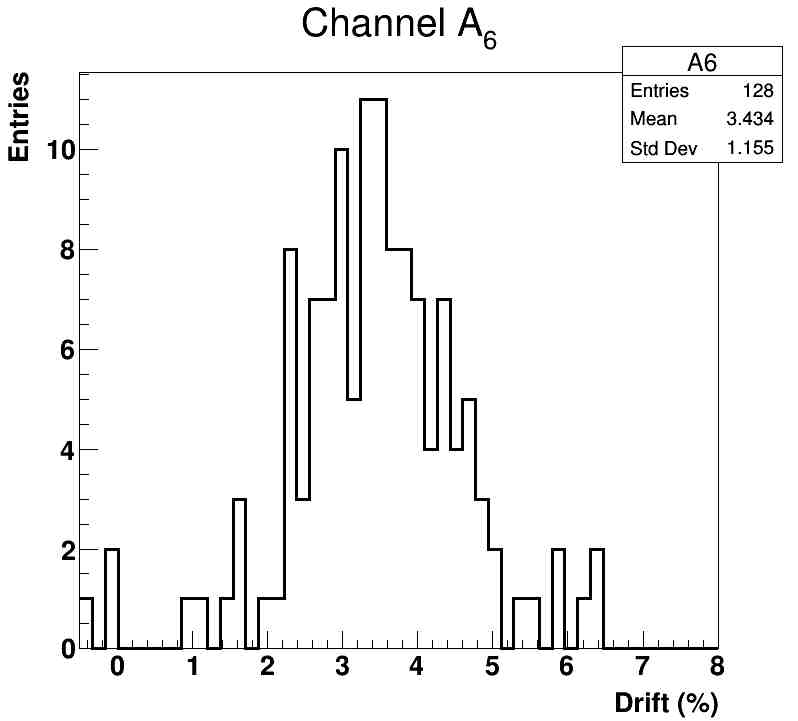 Channel A₆
A6
Entries 128
Mean 3.434
Std Dev 1.155
Entries
10
8
6
4
2
0
0 1 2 3 4 5 6 7 8
Drift (%)